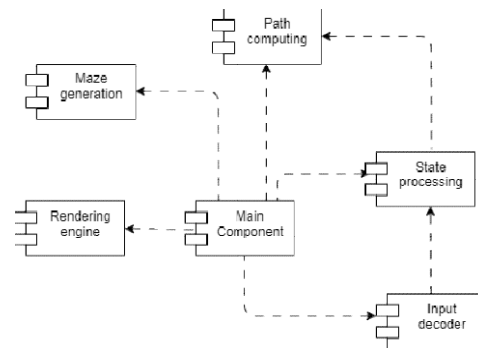 Path
computing
Maze
generation
State
processing
Rendering
engine
Main
Component
Input
decoder